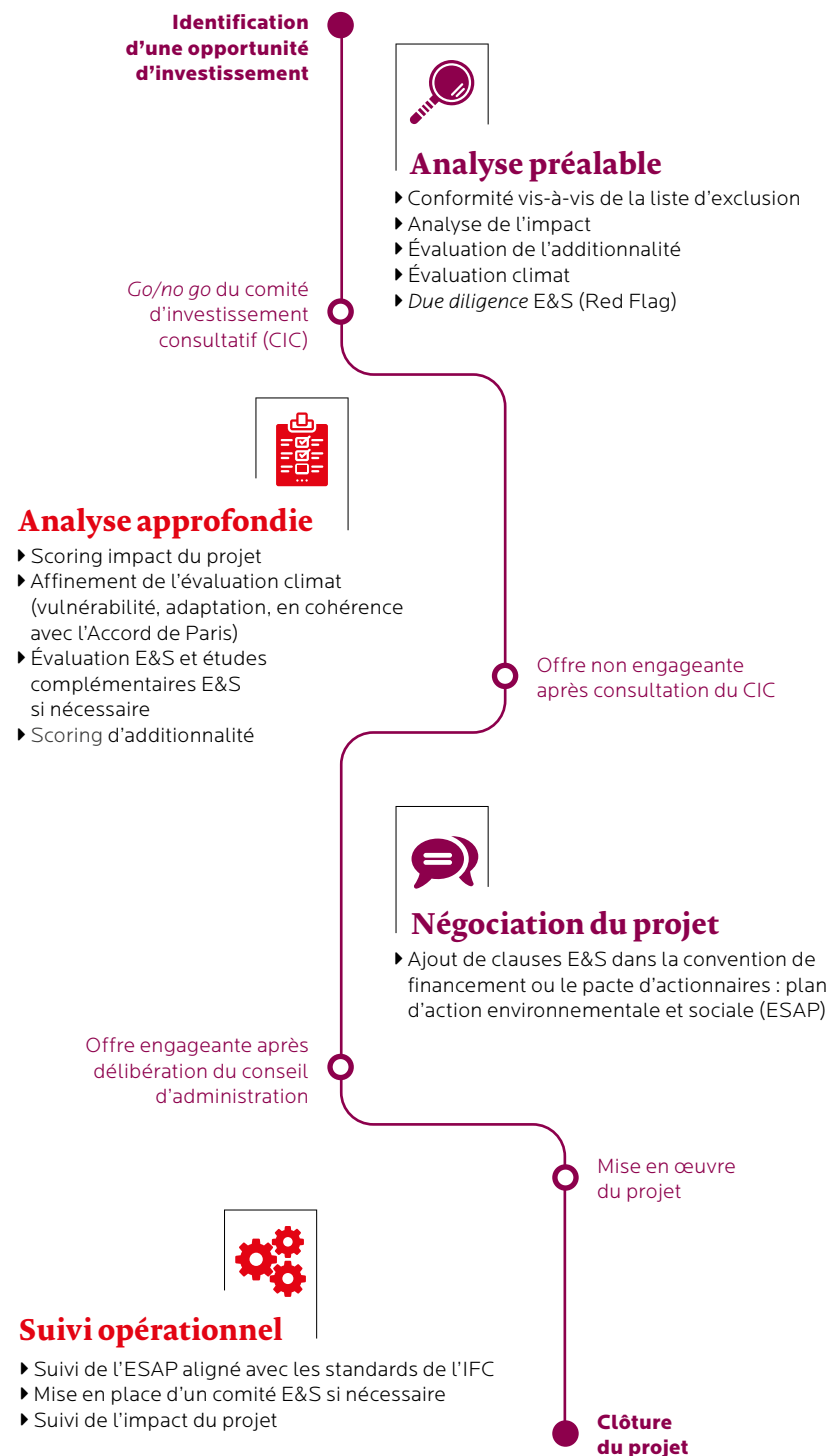 Identification
d’une opportunité
d’investissement
Analyse préalable
Conformité vis-à-vis de la liste d’exclusion
Analyse de l’impact
Évaluation de l’additionnalité
Évaluation climat
Due diligence E&S (Red Flag)
Go/no go du comité
d’investissement
consultatif (CIC)
Analyse approfondie
Scoring impact du projet
Affinement de l’évaluation climat
(vulnérabilité, adaptation, en cohérence
avec l’Accord de Paris)
Évaluation E&S et études
complémentaires E&S
si nécessaire
Scoring d’additionnalité
Offre non engageante
après consultation du CIC
Négociation du projet
Ajout de clauses E&S dans la convention de
financement ou le pacte d’actionnaires : plan
d’action environnementale et sociale (ESAP)
Offre engageante après
délibération du conseil
d’administration
Mise en œuvre
du projet
Suivi opérationnel
Suivi de l’ESAP aligné avec les standards de l’IFC
Mise en place d’un comité E&S si nécessaire
Suivi de l’impact du projet
Clôture
du projet